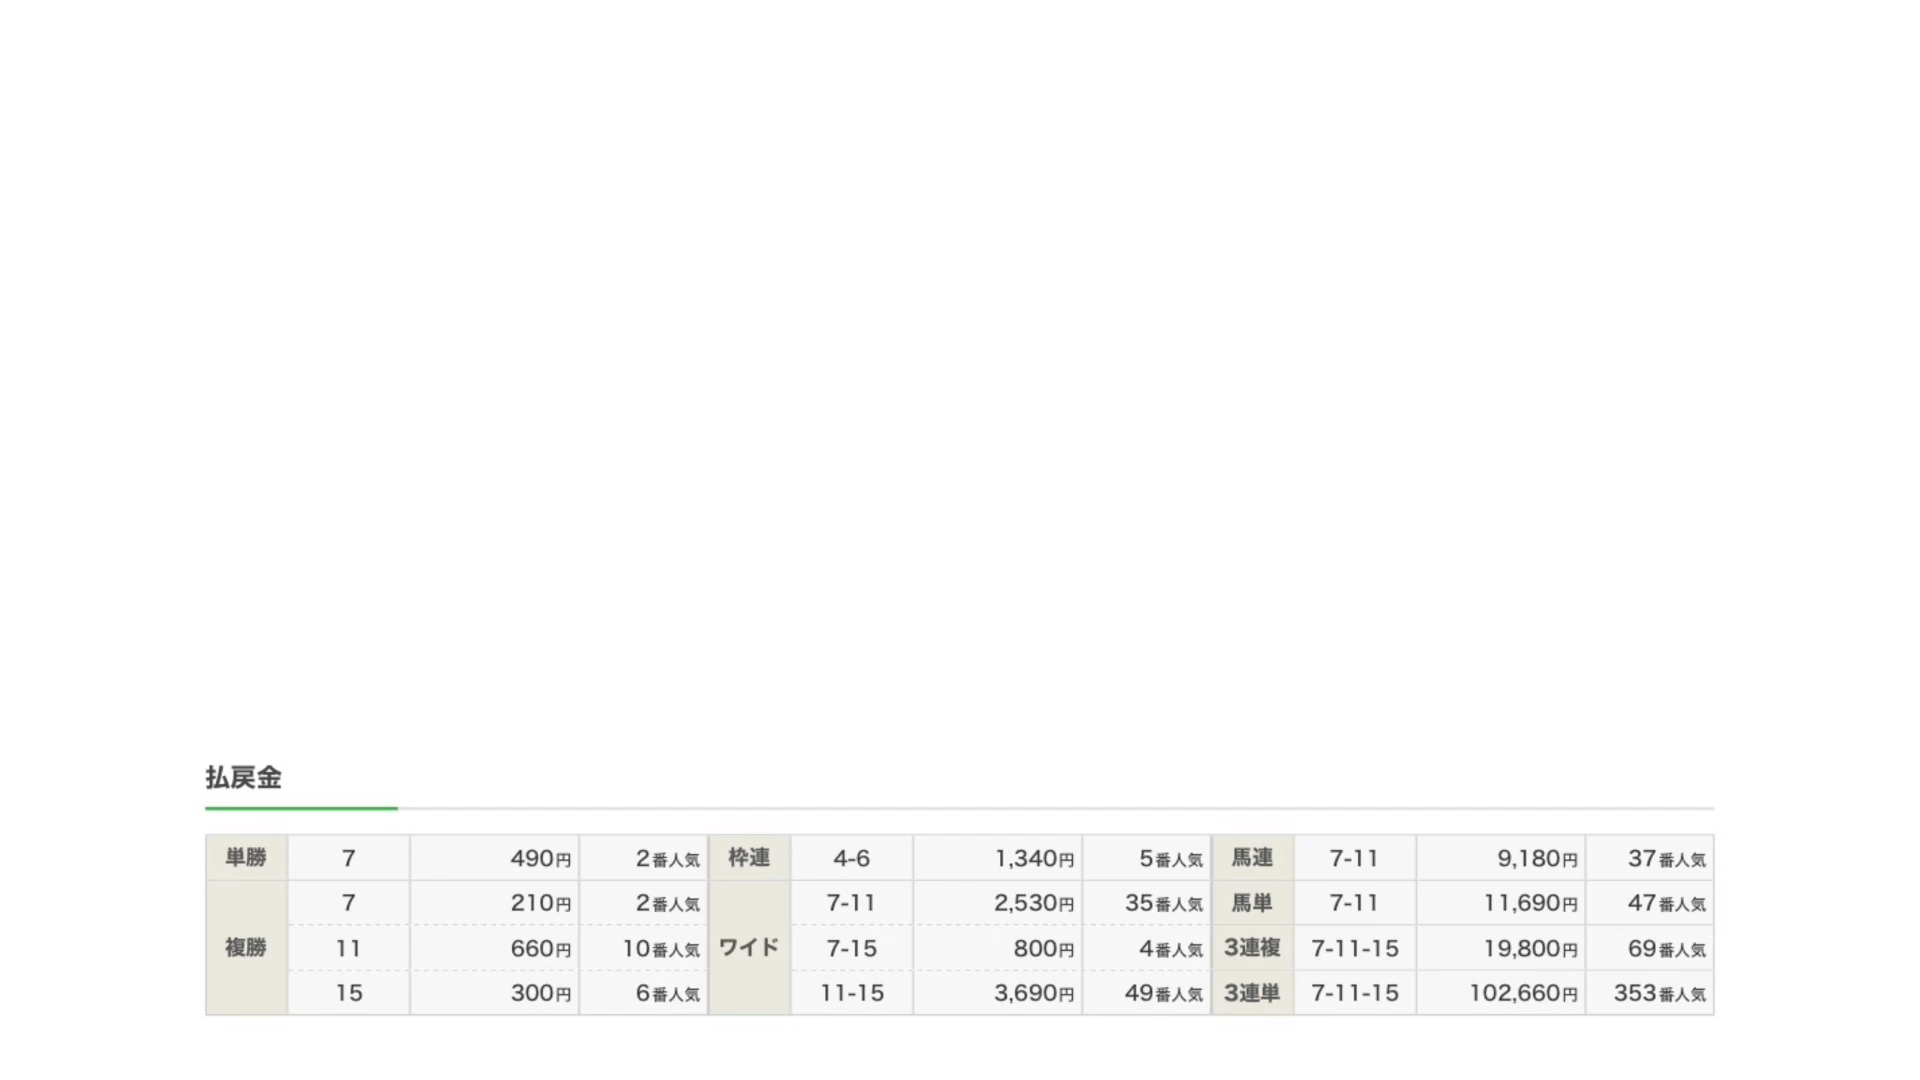 払戻金
単勝 7 490円 2番人気 枠連 4-6 1,340円 5番人気 馬連 7-11 9,180円 37番人気
7 210円 2番人気 7-11 2,530円 35番人気 馬単 7-11 11,690円 47番人気
複勝 11 660円 10番人気 ワイド 7-15 800円 4番人気 3連複 7-11-15 19,800円 69番人気
15 300円 6番人気 11-15 3,690円 49番人気 3連単 7-11-15 102,660円 353番人気